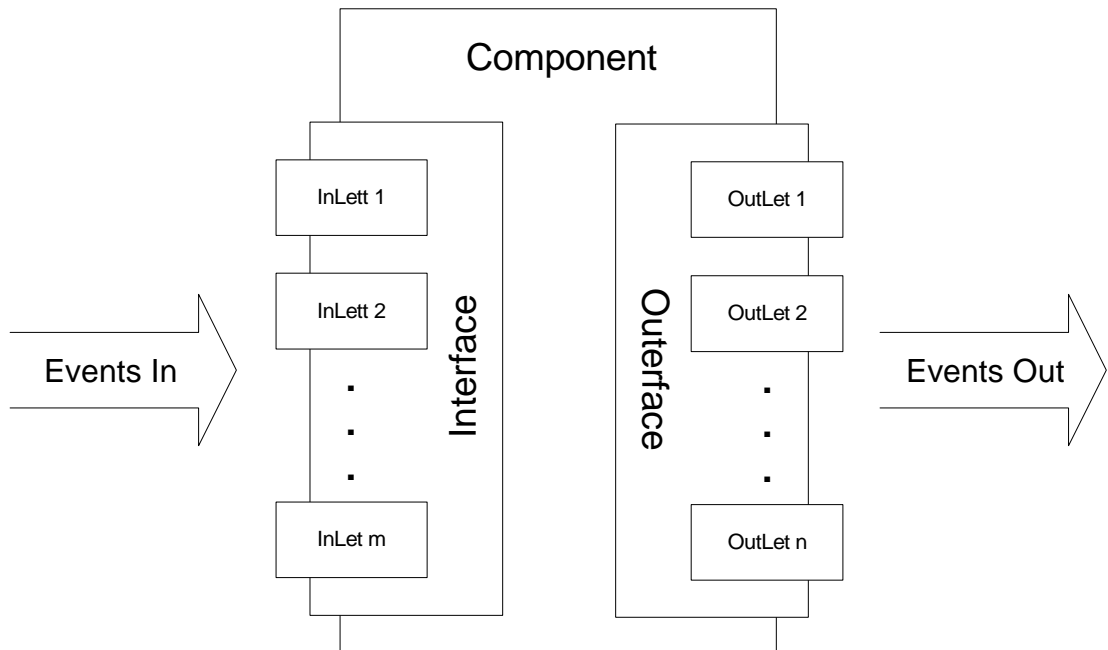 Component
InLett 1
InLett 2
.
.
.
InLet m
Interface
Outerface
OutLet 1
OutLet 2
.
.
.
OutLet n
Events In
Events Out